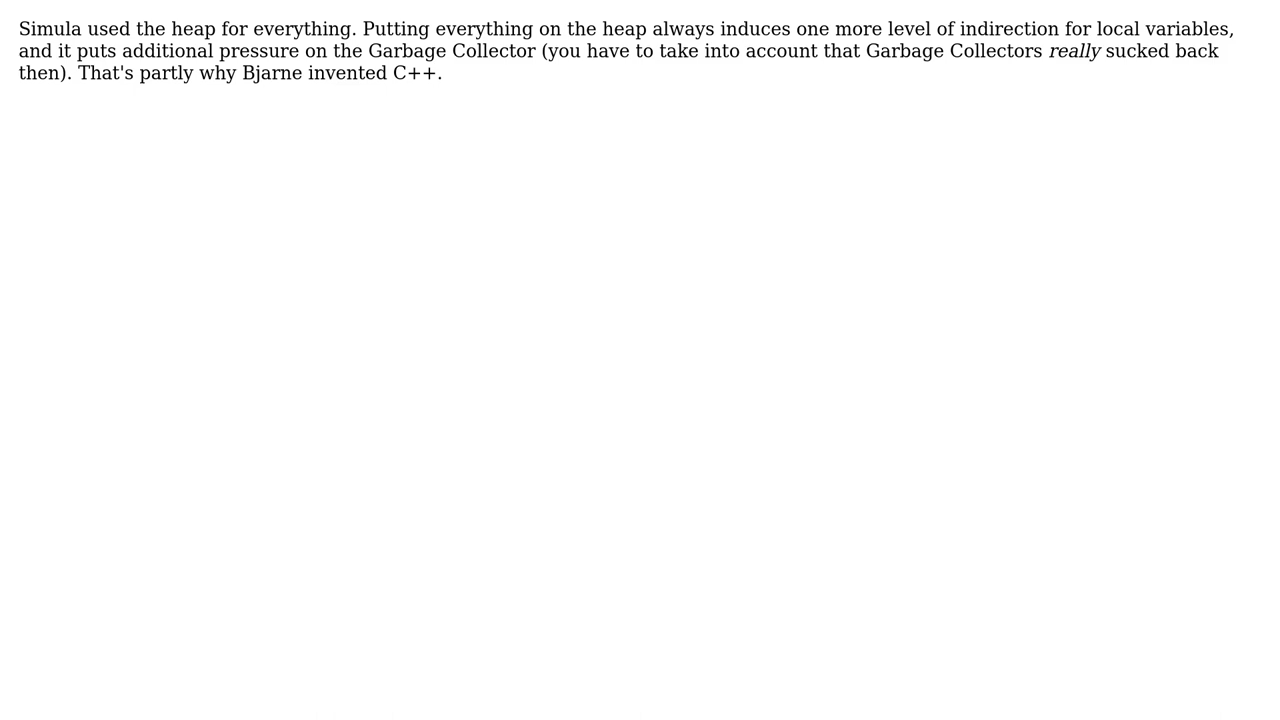 Simula used the heap for everything. Putting everything on the heap always induces one more level of indirection for local variables,
and it puts additional pressure on the Garbage Collector (you have to take into account that Garbage Collectors really sucked back
then). That's partly why Bjarne invented C++.